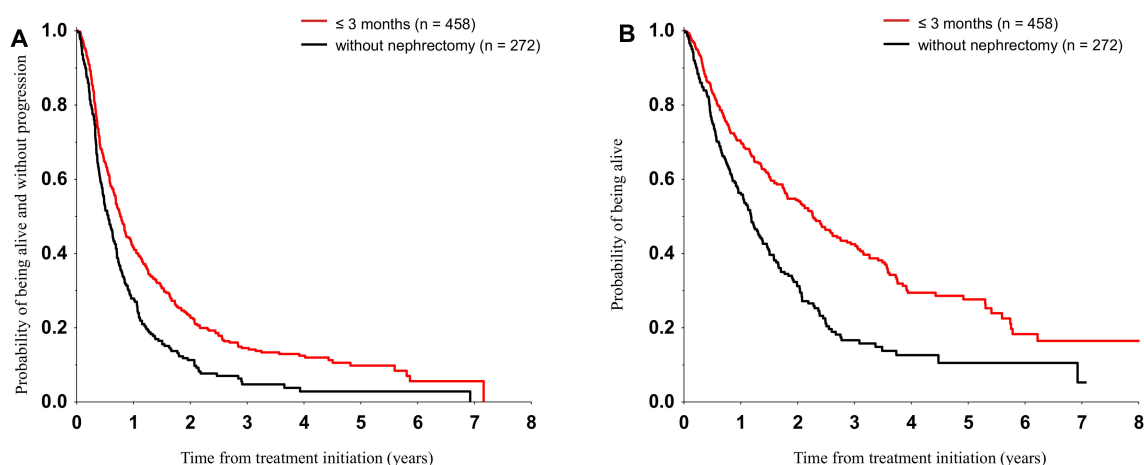 A
Probability of being alive and without progression
≤ 3 months (n = 458)
without nephrectomy (n = 272)
1.0
0.8
0.6
0.4
0.2
0.0
0 1 2 3 4 5 6 7 8
Time from treatment initiation (years)
B
Probability of being alive
≤ 3 months (n = 458)
without nephrectomy (n = 272)
1.0
0.8
0.6
0.4
0.2
0.0
0 1 2 3 4 5 6 7 8
Time from treatment initiation (years)